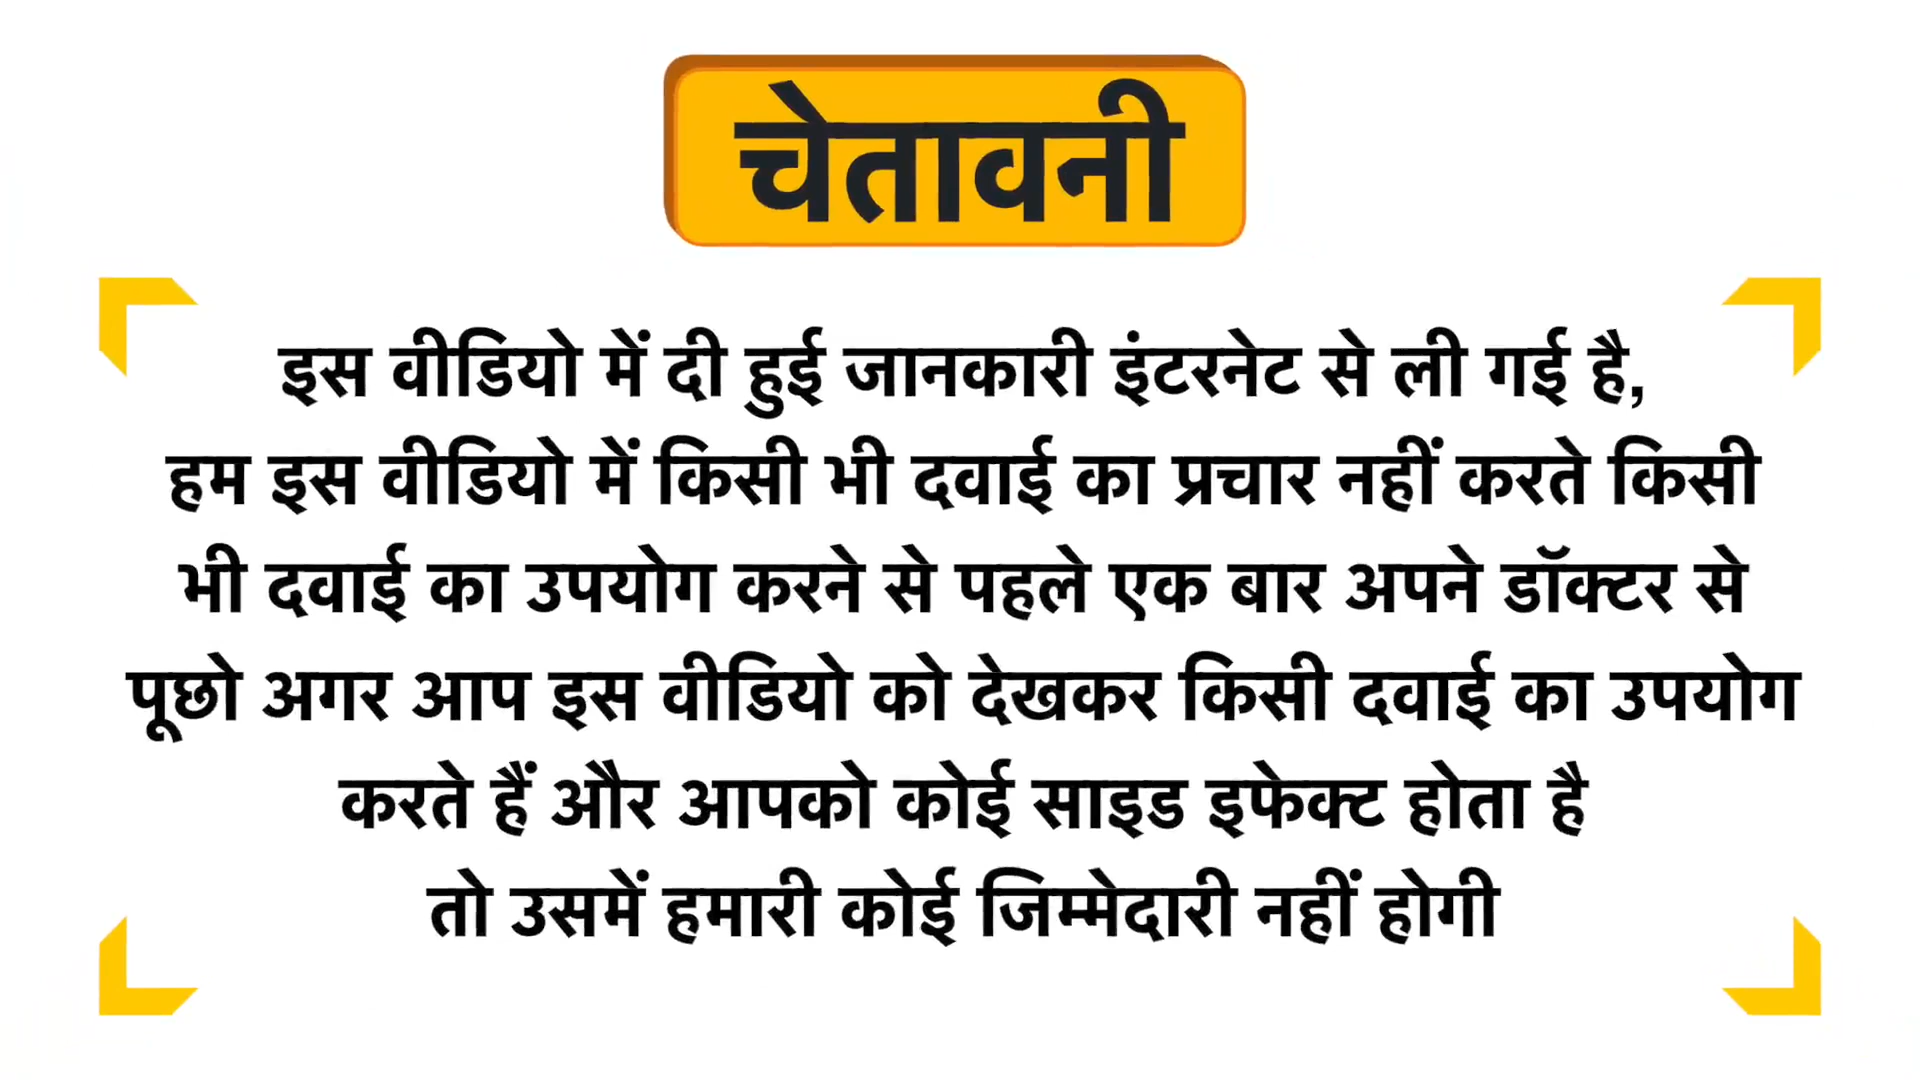 चेतावनी
इस वीडियो में दी हुई जानकारी इंटरनेट से ली गई है,
हम इस वीडियो में किसी भी दवाई का प्रचार नहीं करते किसी
भी दवाई का उपयोग करने से पहले एक बार अपने डॉक्टर से
पूछो अगर आप इस वीडियो को देखकर किसी दवाई का उपयोग
करते हैं और आपको कोई साइड इफेक्ट होता है
तो उसमें हमारी कोई जिम्मेदारी नहीं होगी